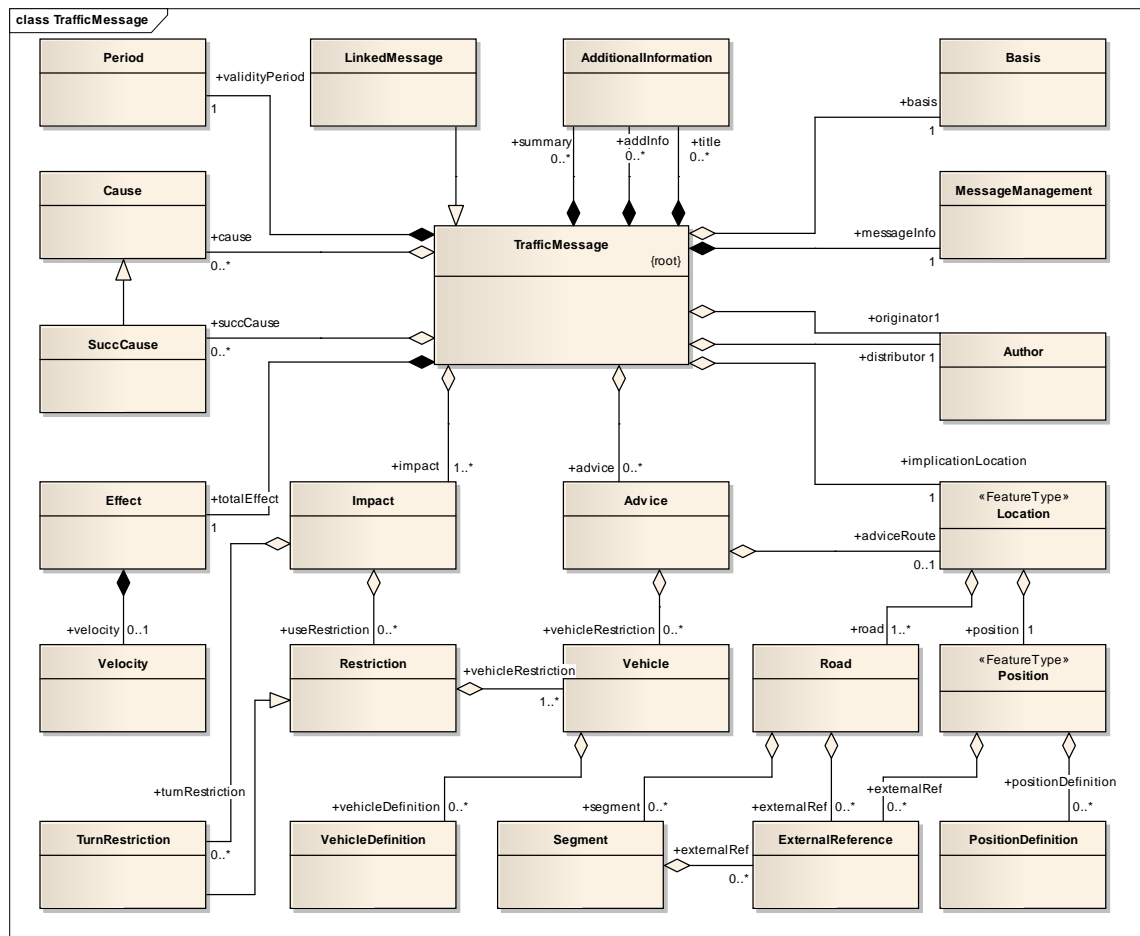 class TrafficMessage
Period
LinkedMessage
AdditionalInformation
Basis
+validityPeriod
1
+basis
1
+summary
0..*
+addInfo
0..*
+title
0..*
Cause
MessageManagement
TrafficMessage
{root}
+cause
0..*
+messageInfo
1
SuccCause
+succCause
0..*
+originator1
+distributor 1
Author
+impact 1..*
+advice 0..*
+implicationLocation
1
Effect
+totalEffect
1
Impact
Advice
«FeatureType»
Location
+adviceRoute
0..1
+velocity 0..1
+useRestriction 0..*
+vehicleRestriction 0..*
+road 1..*
+position 1
Velocity
Restriction
+vehicleRestriction
1..*
Vehicle
Road
«FeatureType»
Position
+turnRestriction
0..*
+vehicleDefinition 0..*
+segment 0..*
+externalRef 0..*
+externalRef
0..*
+positionDefinition
0..*
TurnRestriction
VehicleDefinition
Segment
+externalRef
0..*
ExternalReference
PositionDefinition